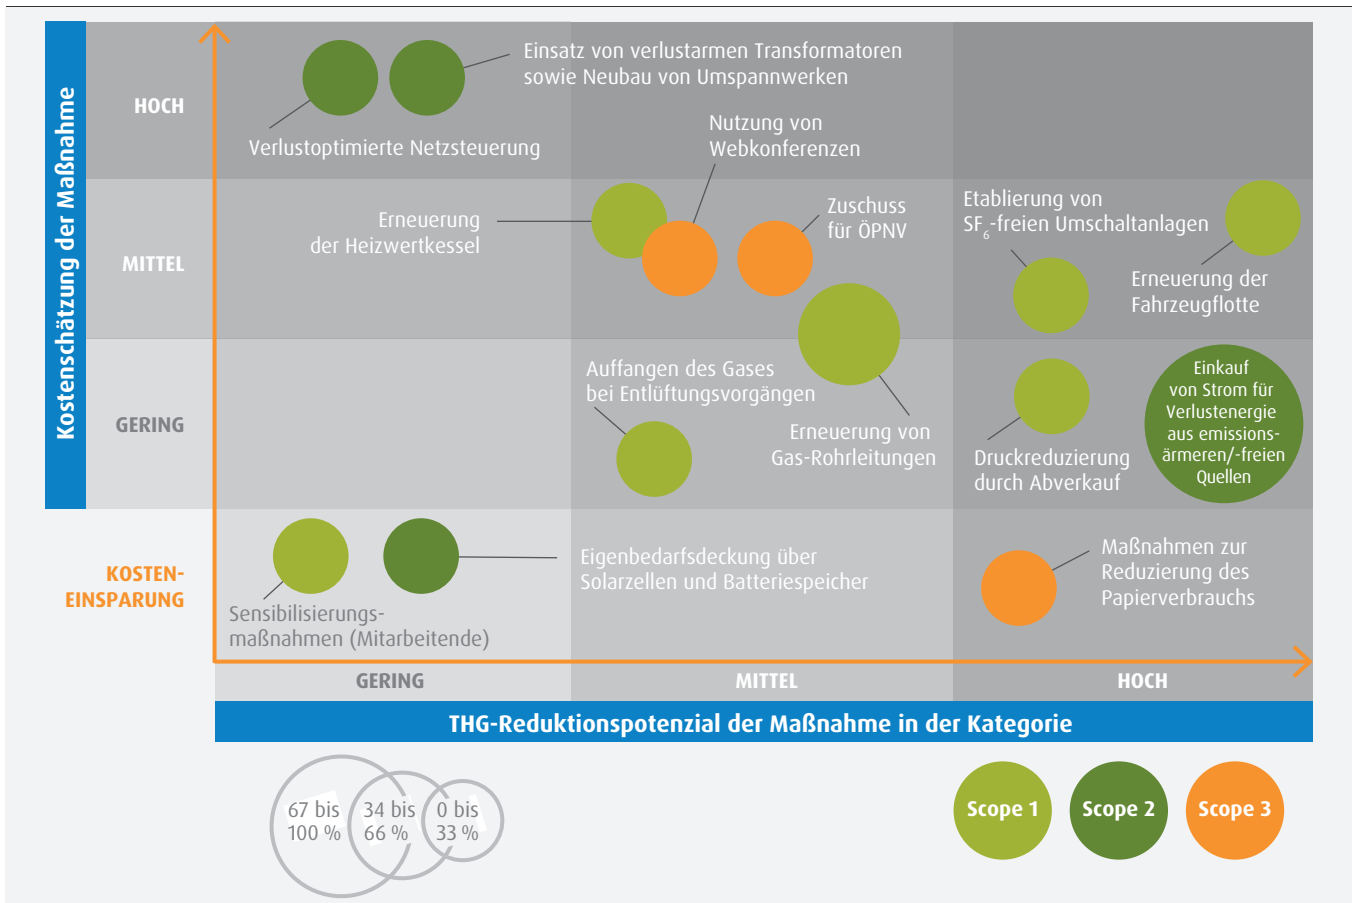 Kostenschätzung der Maßnahme
HOCH
MITTEL
GERING
KOSTEN-
EINSPARUNG
Einsatz von verlustarmen Transformatoren
sowie Neubau von Umspannwerken
Verlustoptimierte Netzsteuerung
Nutzung von
Webkonferenzen
Erneuerung
der Heizwertkessel
Zuschuss
für ÖPNV
Etablierung von
SF6-freien Umschaltanlagen
Erneuerung der
Fahrzeugflotte
Auffangen des Gases
bei Entlüftungsvorgängen
Erneuerung von
Gas-Rohrleitungen
Druckreduzierung
durch Abverkauf
Einkauf
von Strom für
Verlustenergie
aus emissions-
ärmeren/-freien
Quellen
Sensibilisierungs-
maßnahmen (Mitarbeitende)
Eigenbedarfsdeckung über
Solarzellen und Batteriespeicher
Maßnahmen zur
Reduzierung des
Papierverbrauchs
GERING
MITTEL
HOCH
THG-Reduktionspotenzial der Maßnahme in der Kategorie
67 bis
100 %
34 bis
66 %
0 bis
33 %
Scope 1
Scope 2
Scope 3